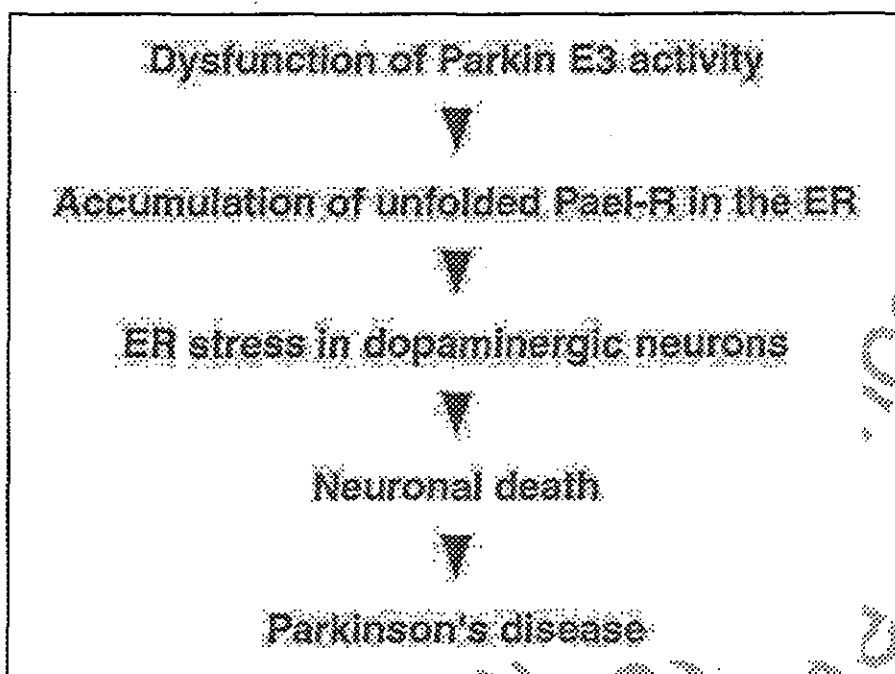 Dysfunction of Parkin E3 activity
Accumulation of unfolded Pael-R in the ER
ER stress in dopaminergic neurons
Neuronal death
Parkinson's disease